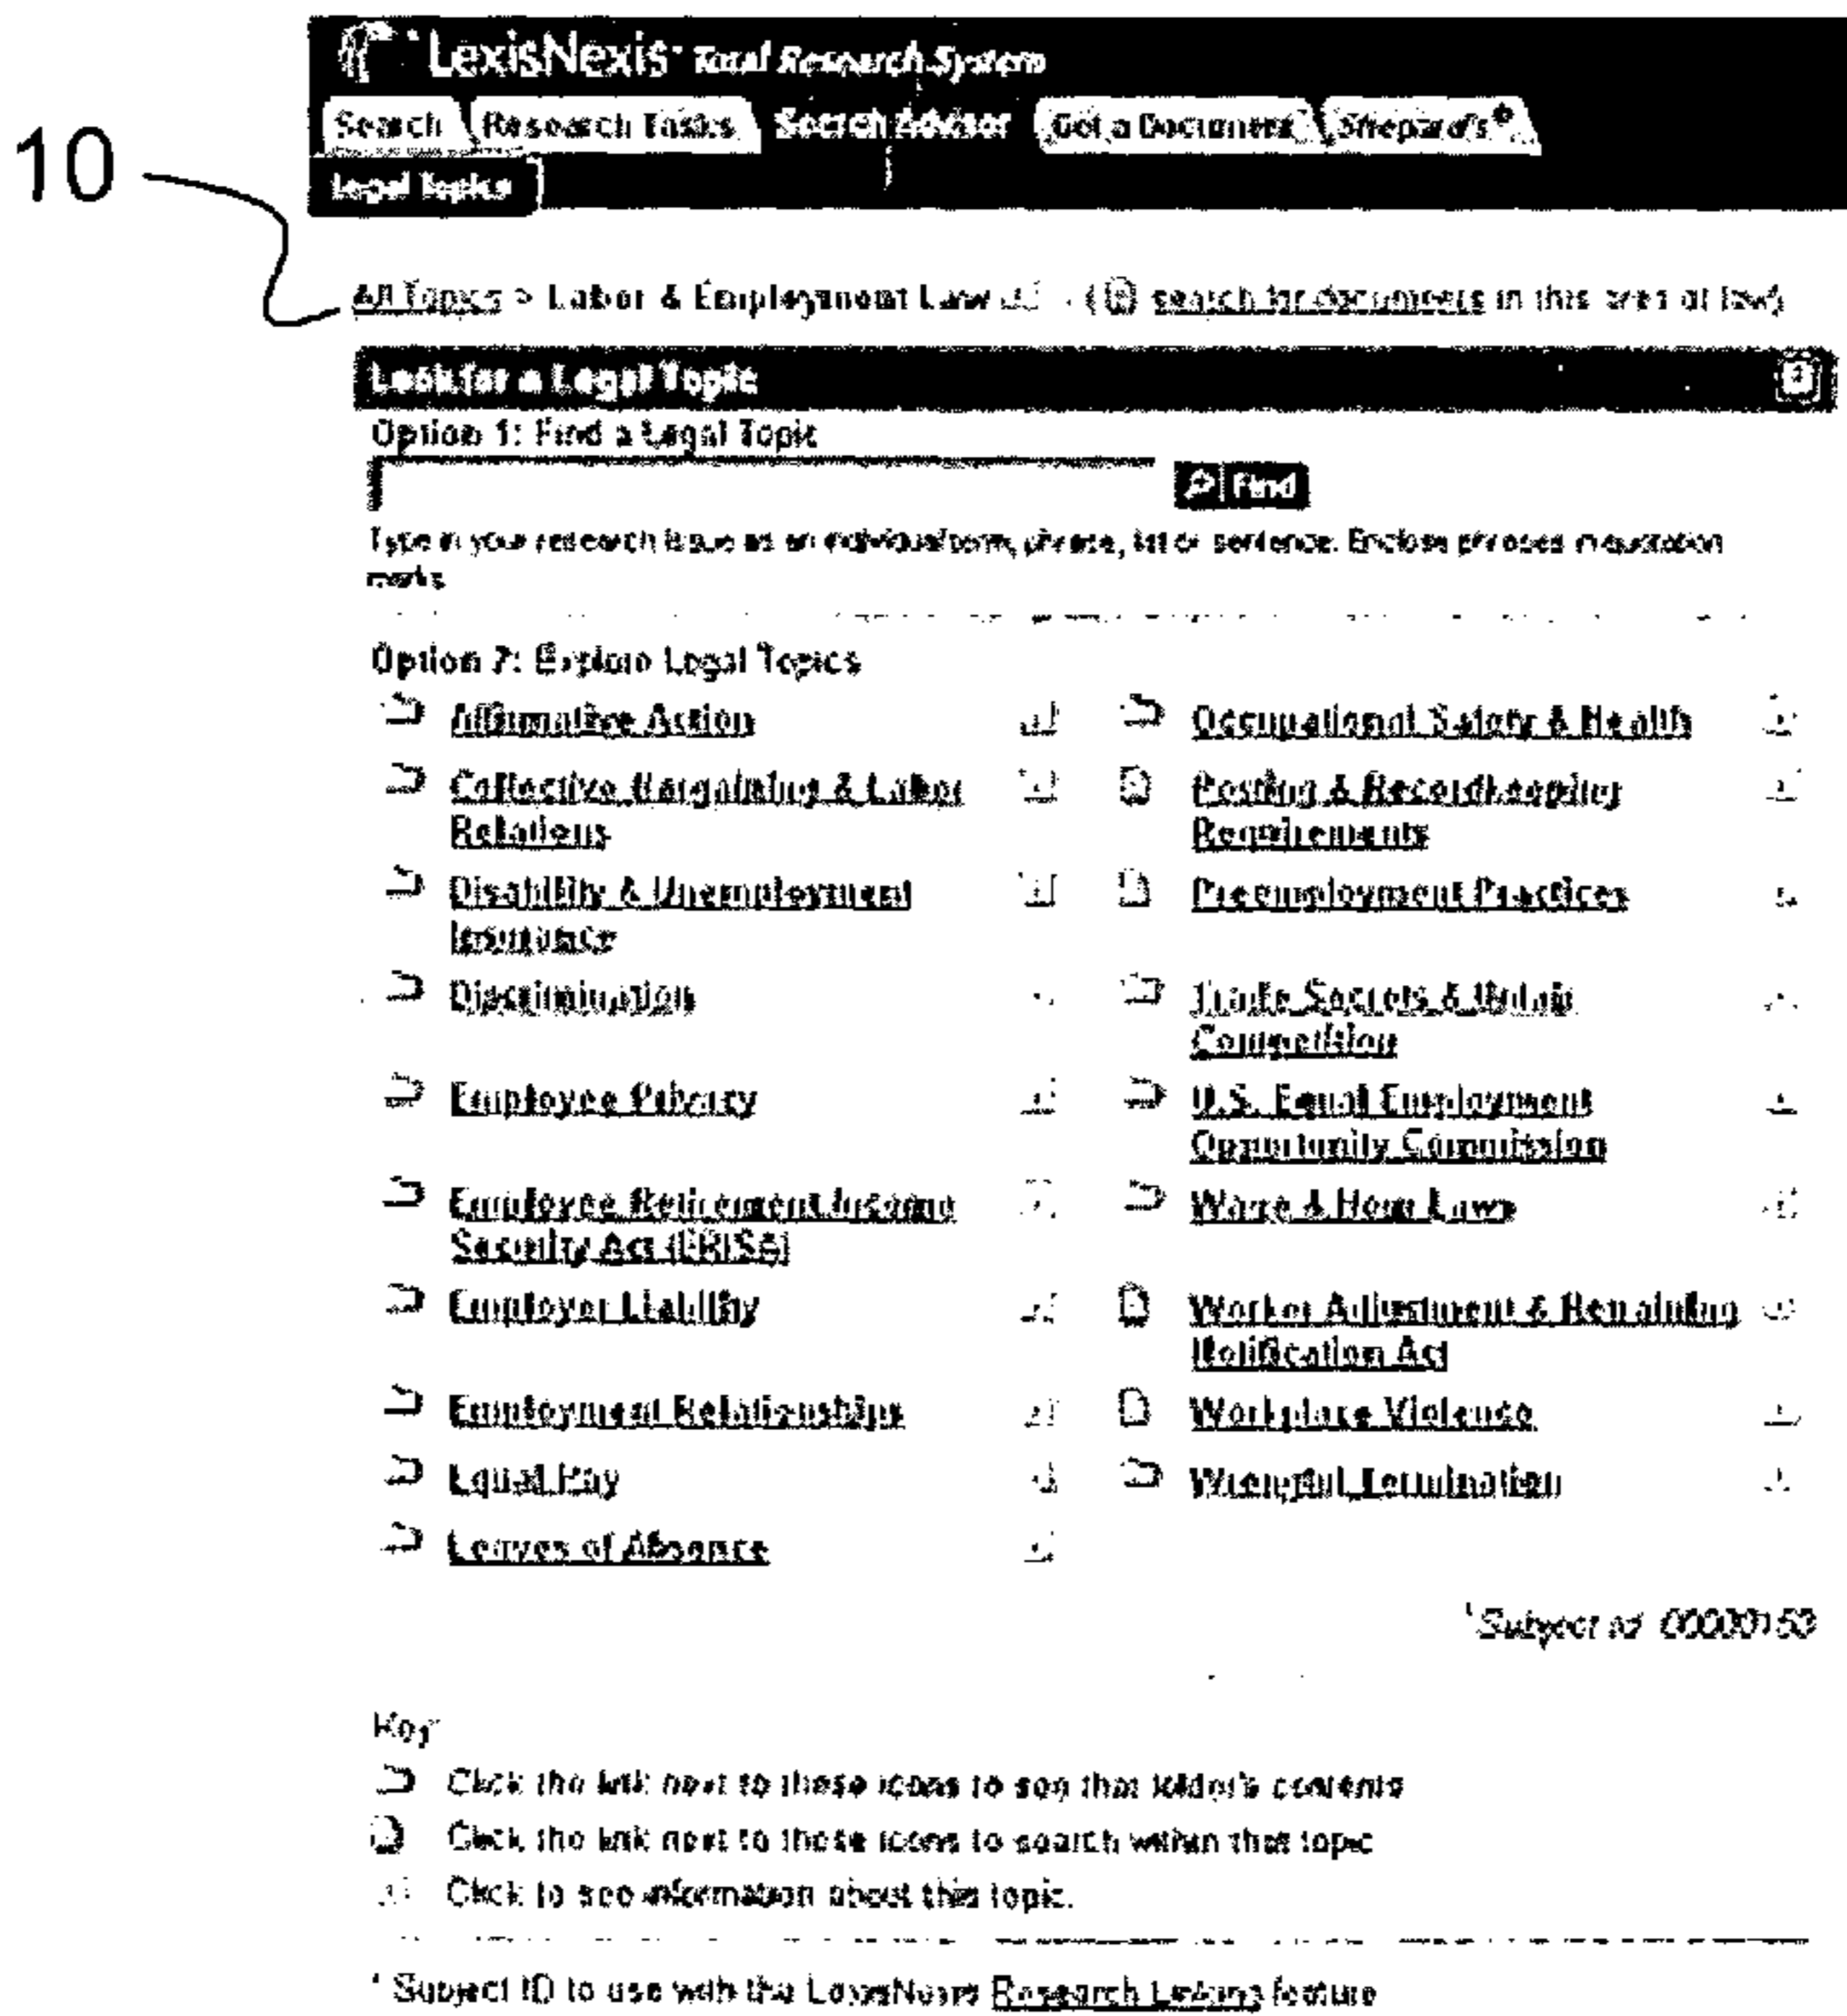 LexisNexis™ Total Research System
Search Research Tasks Search Advisor Get a Document Shepard's®
Legal Topics
10
All Topics > Labor & Employment Law (search for documents in this area of law)
Look for a Legal Topic
Option 1: Find a Legal Topic
Find
Type in your research issue as an individual term, phrase, list or sentence. Enclose phrases in quotation
marks
Option 2: Explore Legal Topics
Affirmative Action Occupational Safety & Health
Collective Bargaining & Labor Posting & Recordkeeping
Relations Requirements
Disability & Unemployment Preemployment Practices
Insurance
Discrimination Trade Secrets & Unfair
Competition
Employee Privacy U.S. Equal Employment
Opportunity Commission
Employee Retirement Income Wage & Hour Laws
Security Act (ERISA)
Employer Liability Worker Adjustment & Retraining
Notification Act
Employment Relationships Workplace Violence
Equal Pay Wrongful Termination
Leaves of Absence
Subject id
Key
Click the link next to these icons to see that folder's contents
Click the link next to these icons to search within that topic
Click to see information about this topic.
* Subject ID to use with the LexisNexis Research Linking feature